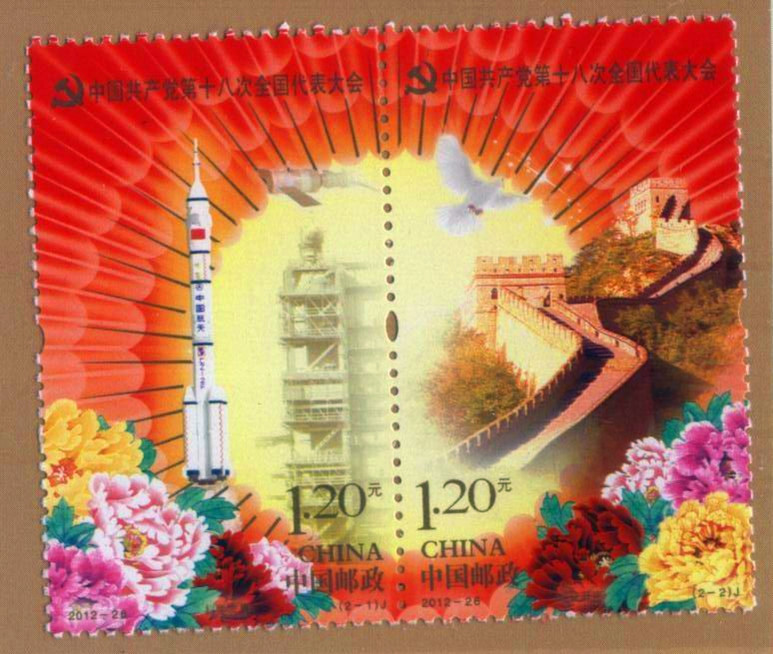 中国共产党第十八次全国代表大会
中国航天
1.20元
CHINA
中国邮政
2012-26
(2-1)J
中国共产党第十八次全国代表大会
1.20元
CHINA
中国邮政
2012-26
(2-2)J